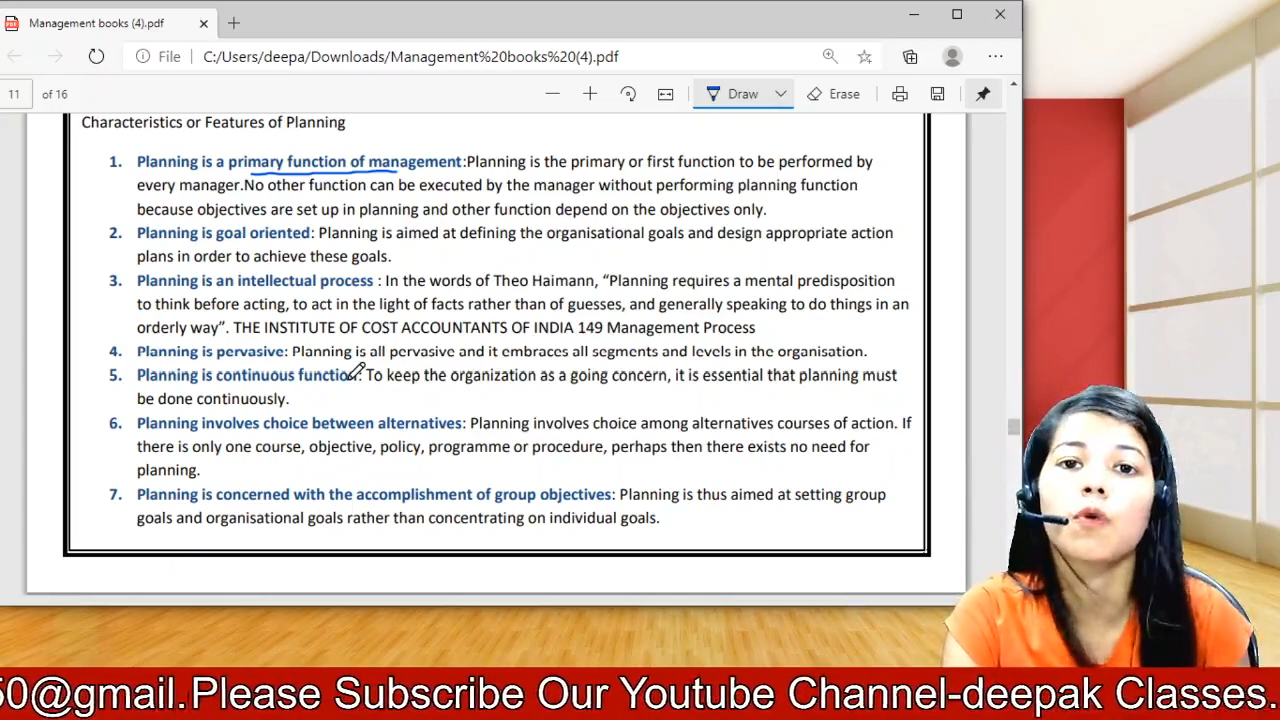 Management books (4).pdf
File
C:/Users/deepa/Downloads/Management%20books%20(4).pdf
11 of 16
Draw
Erase
Characteristics or Features of Planning
1. Planning is a primary function of management:Planning is the primary or first function to be performed by
every manager.No other function can be executed by the manager without performing planning function
because objectives are set up in planning and other function depend on the objectives only.
2. Planning is goal oriented: Planning is aimed at defining the organisational goals and design appropriate action
plans in order to achieve these goals.
3. Planning is an intellectual process : In the words of Theo Haimann, “Planning requires a mental predisposition
to think before acting, to act in the light of facts rather than of guesses, and generally speaking to do things in an
orderly way”. THE INSTITUTE OF COST ACCOUNTANTS OF INDIA 149 Management Process
4. Planning is pervasive: Planning is all pervasive and it embraces all segments and levels in the organisation.
5. Planning is continuous function: To keep the organization as a going concern, it is essential that planning must
be done continuously.
6. Planning involves choice between alternatives: Planning involves choice among alternatives courses of action. If
there is only one course, objective, policy, programme or procedure, perhaps then there exists no need for
planning.
7. Planning is concerned with the accomplishment of group objectives: Planning is thus aimed at setting group
goals and organisational goals rather than concentrating on individual goals.
50@gmail.Please Subscribe Our Youtube Channel-deepak Classes.